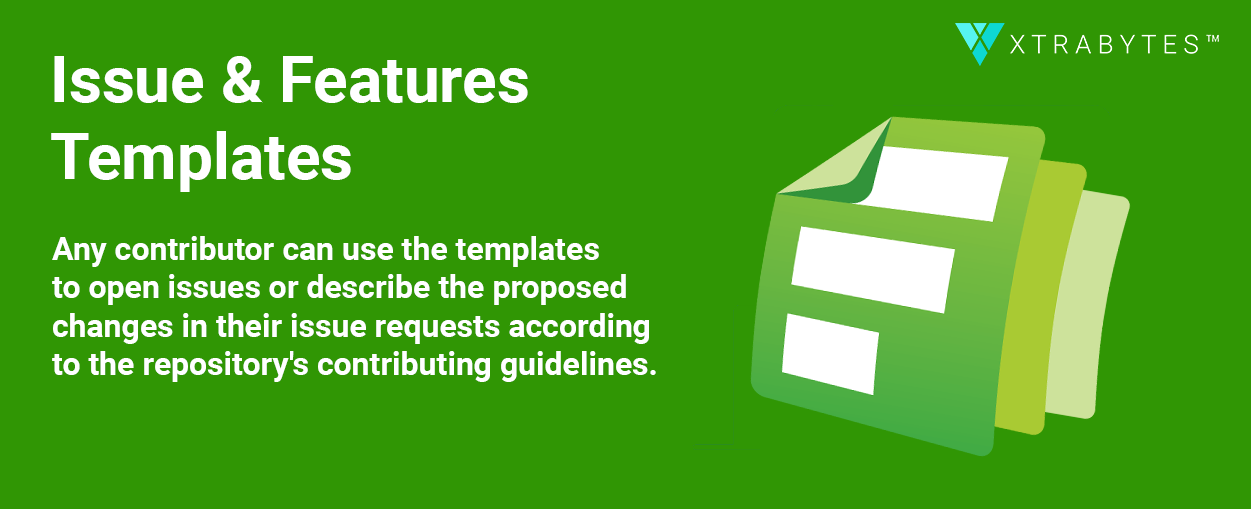 XTRABYTES™
Issue & Features
Templates
Any contributor can use the templates
to open issues or describe the proposed
changes in their issue requests according
to the repository's contributing guidelines.